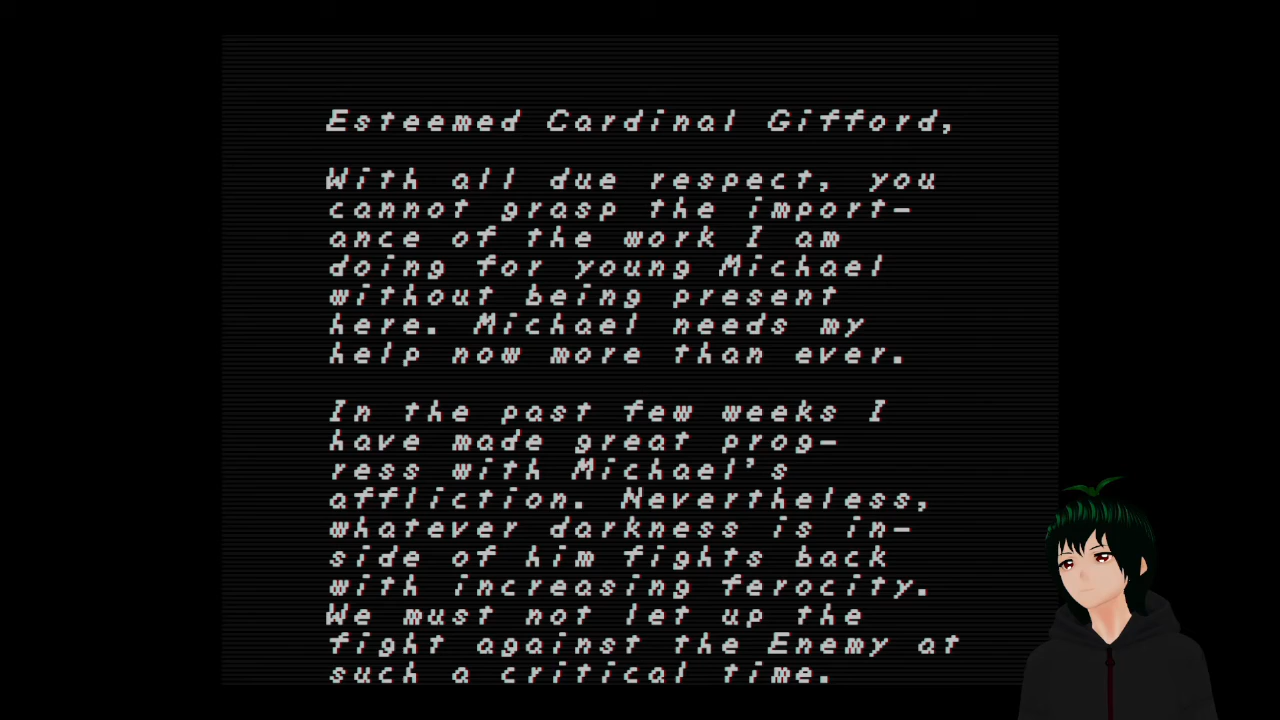 Esteemed Cardinal Gifford,
With all due respect, you
cannot grasp the import-
ance of the work I am
doing for young Michael
without being present
here. Michael needs my
help now more than ever.
In the past few weeks I
have made great prog-
ress with Michael's
affliction. Nevertheless,
whatever darkness is in-
side of him fights back
with increasing ferocity.
We must not let up the
fight against the Enemy at
such a critical time.